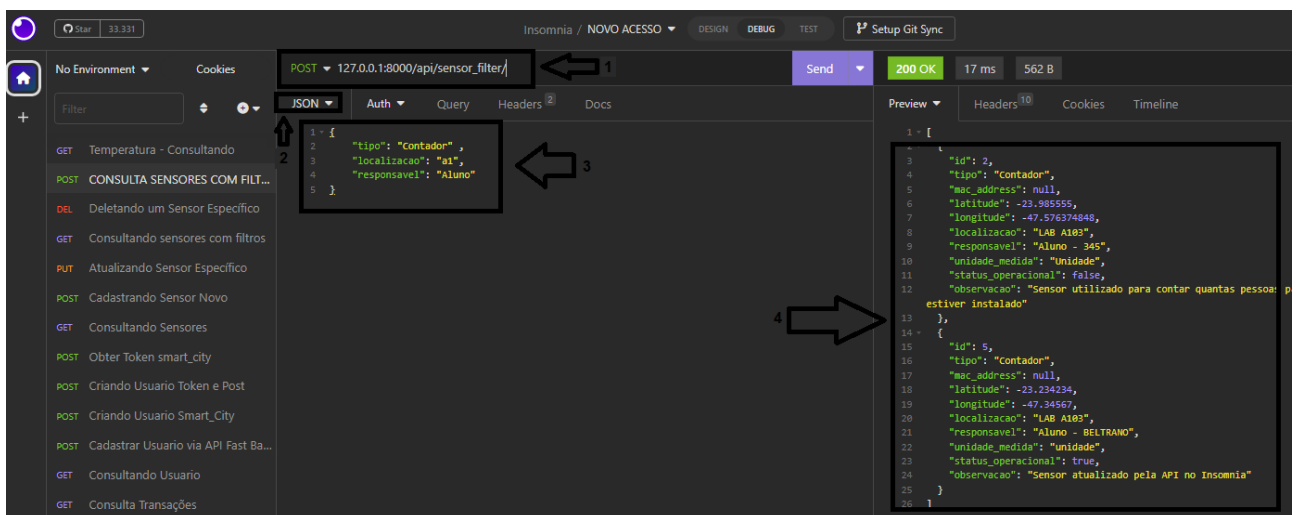 Star 33.331
Insomnia / NOVO ACESSO
DESIGN DEBUG TEST
Setup Git Sync
No Environment
Cookies
Filter
GET Temperatura - Consultando
POST CONSULTA SENSORES COM FILT...
DEL Deletando um Sensor Específico
GET Consultando sensores com filtros
PUT Atualizando Sensor Específico
POST Cadastrando Sensor Novo
GET Consultando Sensores
POST Obter Token smart_city
POST Criando Usuario Token e Post
POST Criando Usuario Smart_City
POST Cadastrar Usuario via API Fast Ba...
GET Consultando Usuario
GET Consulta Transações
POST 127.0.0.1:8000/api/sensor_filter/
1
Send
JSON Auth Query Headers 2 Docs
2
1 {
2 "tipo": "Contador" ,
3 "localizacao": "a1",
4 "responsavel": "Aluno"
5 }
3
200 OK 17 ms 562 B
Preview Headers 10 Cookies Timeline
4
1 [
2 {
3 "id": 2,
4 "tipo": "Contador",
5 "mac_address": null,
6 "latitude": -23.985555,
7 "longitude": -47.576374848,
8 "localizacao": "LAB A103",
9 "responsavel": "Aluno - 345",
10 "unidade_medida": "Unidade",
11 "status_operacional": false,
12 "observacao": "Sensor utilizado para contar quantas pessoas p
estiver instalado"
13 },
14 {
15 "id": 5,
16 "tipo": "Contador",
17 "mac_address": null,
18 "latitude": -23.234234,
19 "longitude": -47.34567,
20 "localizacao": "LAB A103",
21 "responsavel": "Aluno - BELTRANO",
22 "unidade_medida": "unidade",
23 "status_operacional": true,
24 "observacao": "Sensor atualizado pela API no Insomnia"
25 }
26 ]